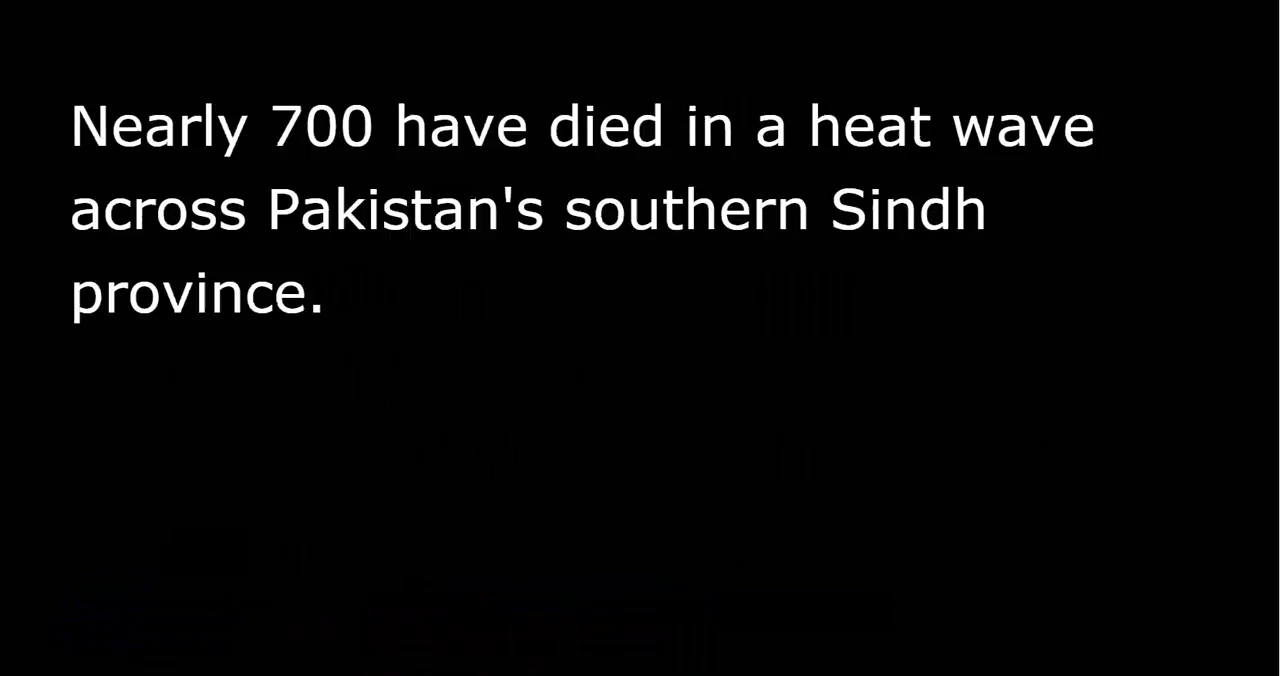 Nearly 700 have died in a heat wave
across Pakistan's southern Sindh
province.